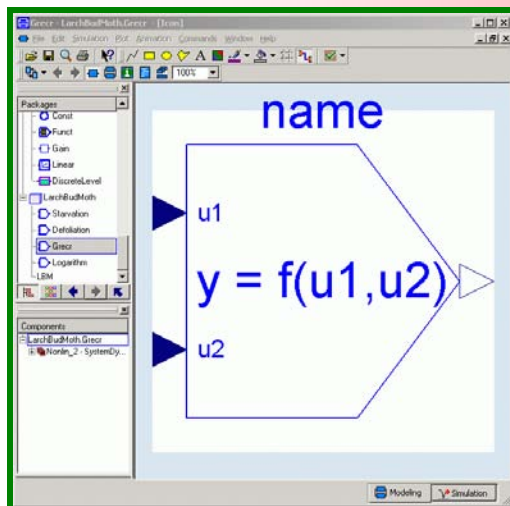 Grecr - LarchBudMoth.Grecr - [Icon]
File Edit Simulation Plot Animation Commands Window Help
100%
Packages
Const
Funct
Gain
Linear
DiscreteLevel
LarchBudMoth
Starvation
Defoliation
Grecr
Logarithm
LBM
Components
LarchBudMoth.Grecr
Nonlin_2 - SystemDy...
name
u1
y = f(u1,u2)
u2
Modeling
Simulation